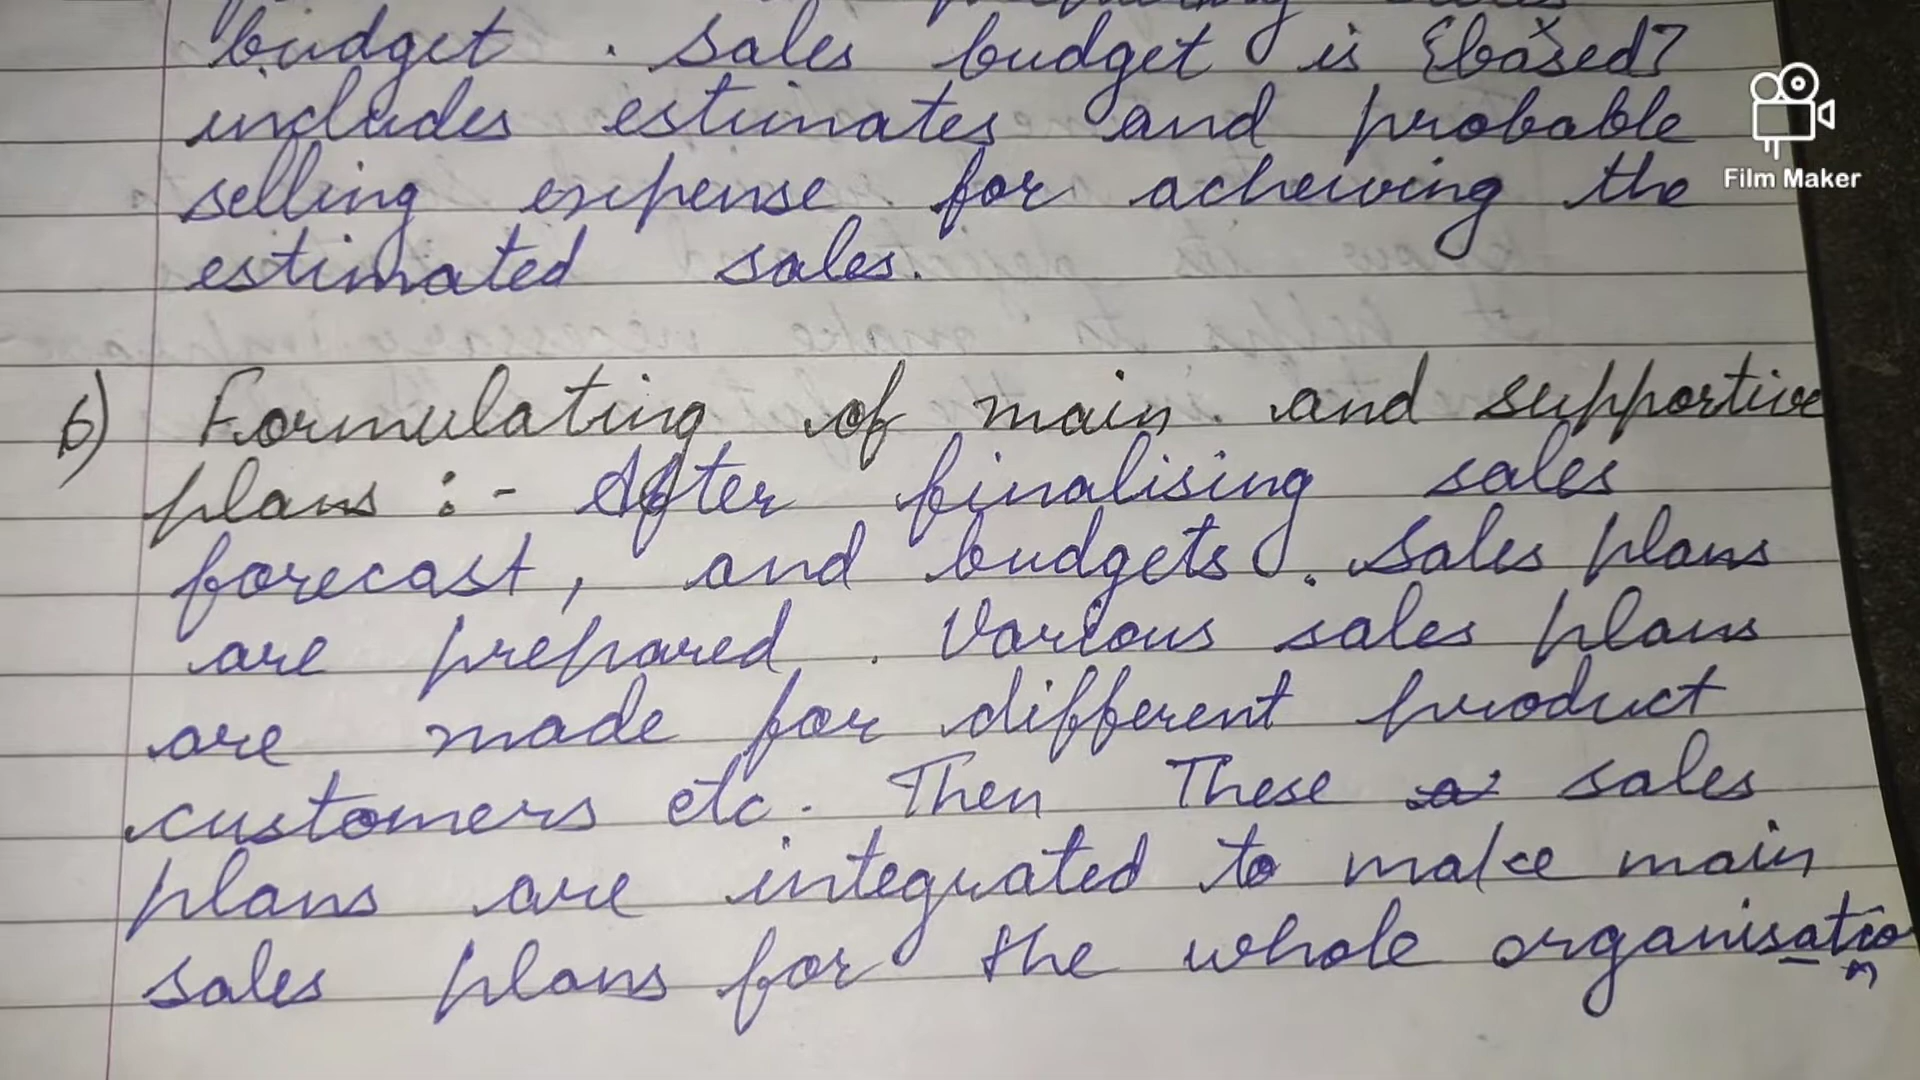 budget. Sales budget is {based}
includes estimates and probable
selling expense for acheiving the
estimated sales.
6) Formulating of main and supportive
plans :- After finalising sales
forecast, and budgets. Sales plans
are prepared. Various sales plans
are made for different product
customers etc. Then These sales
plans are integrated to make main
sales plans for the whole organisation
Film Maker